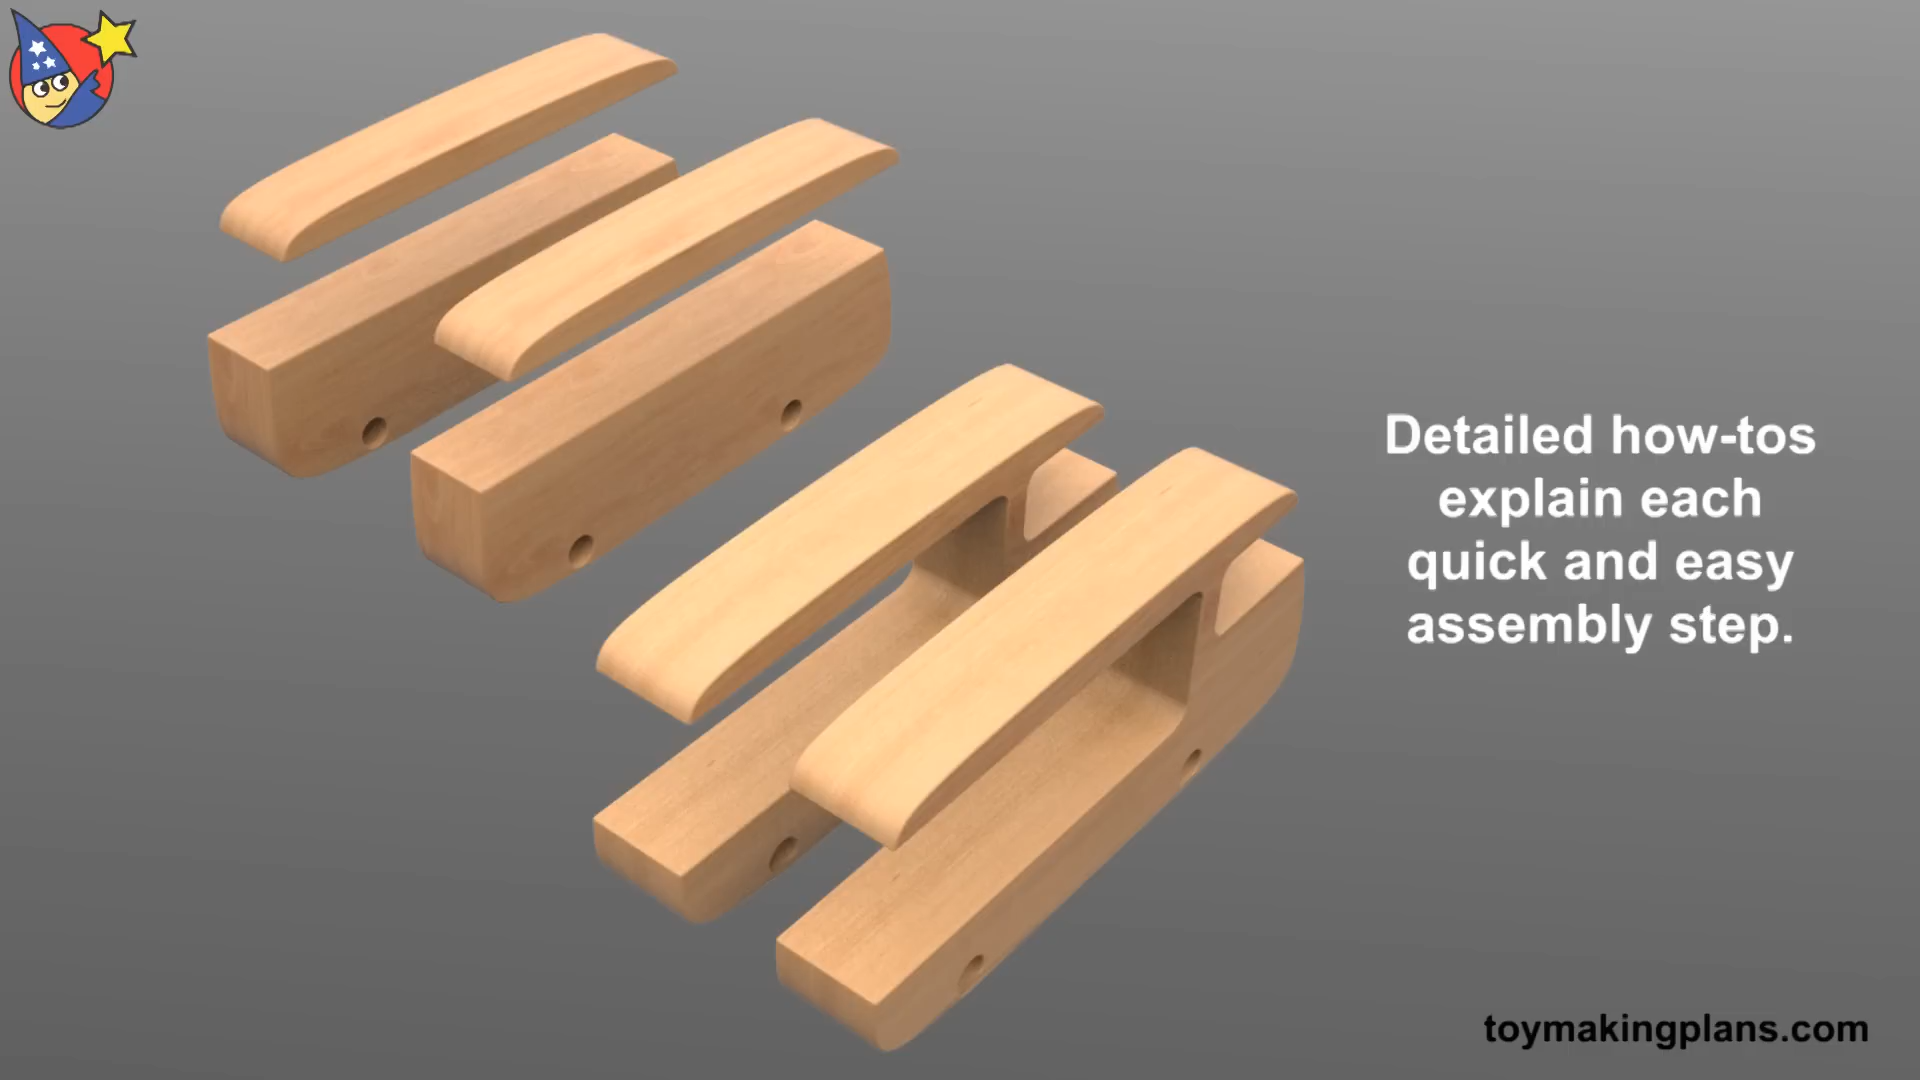 Detailed how-tos
explain each
quick and easy
assembly step.
toymakingplans.com